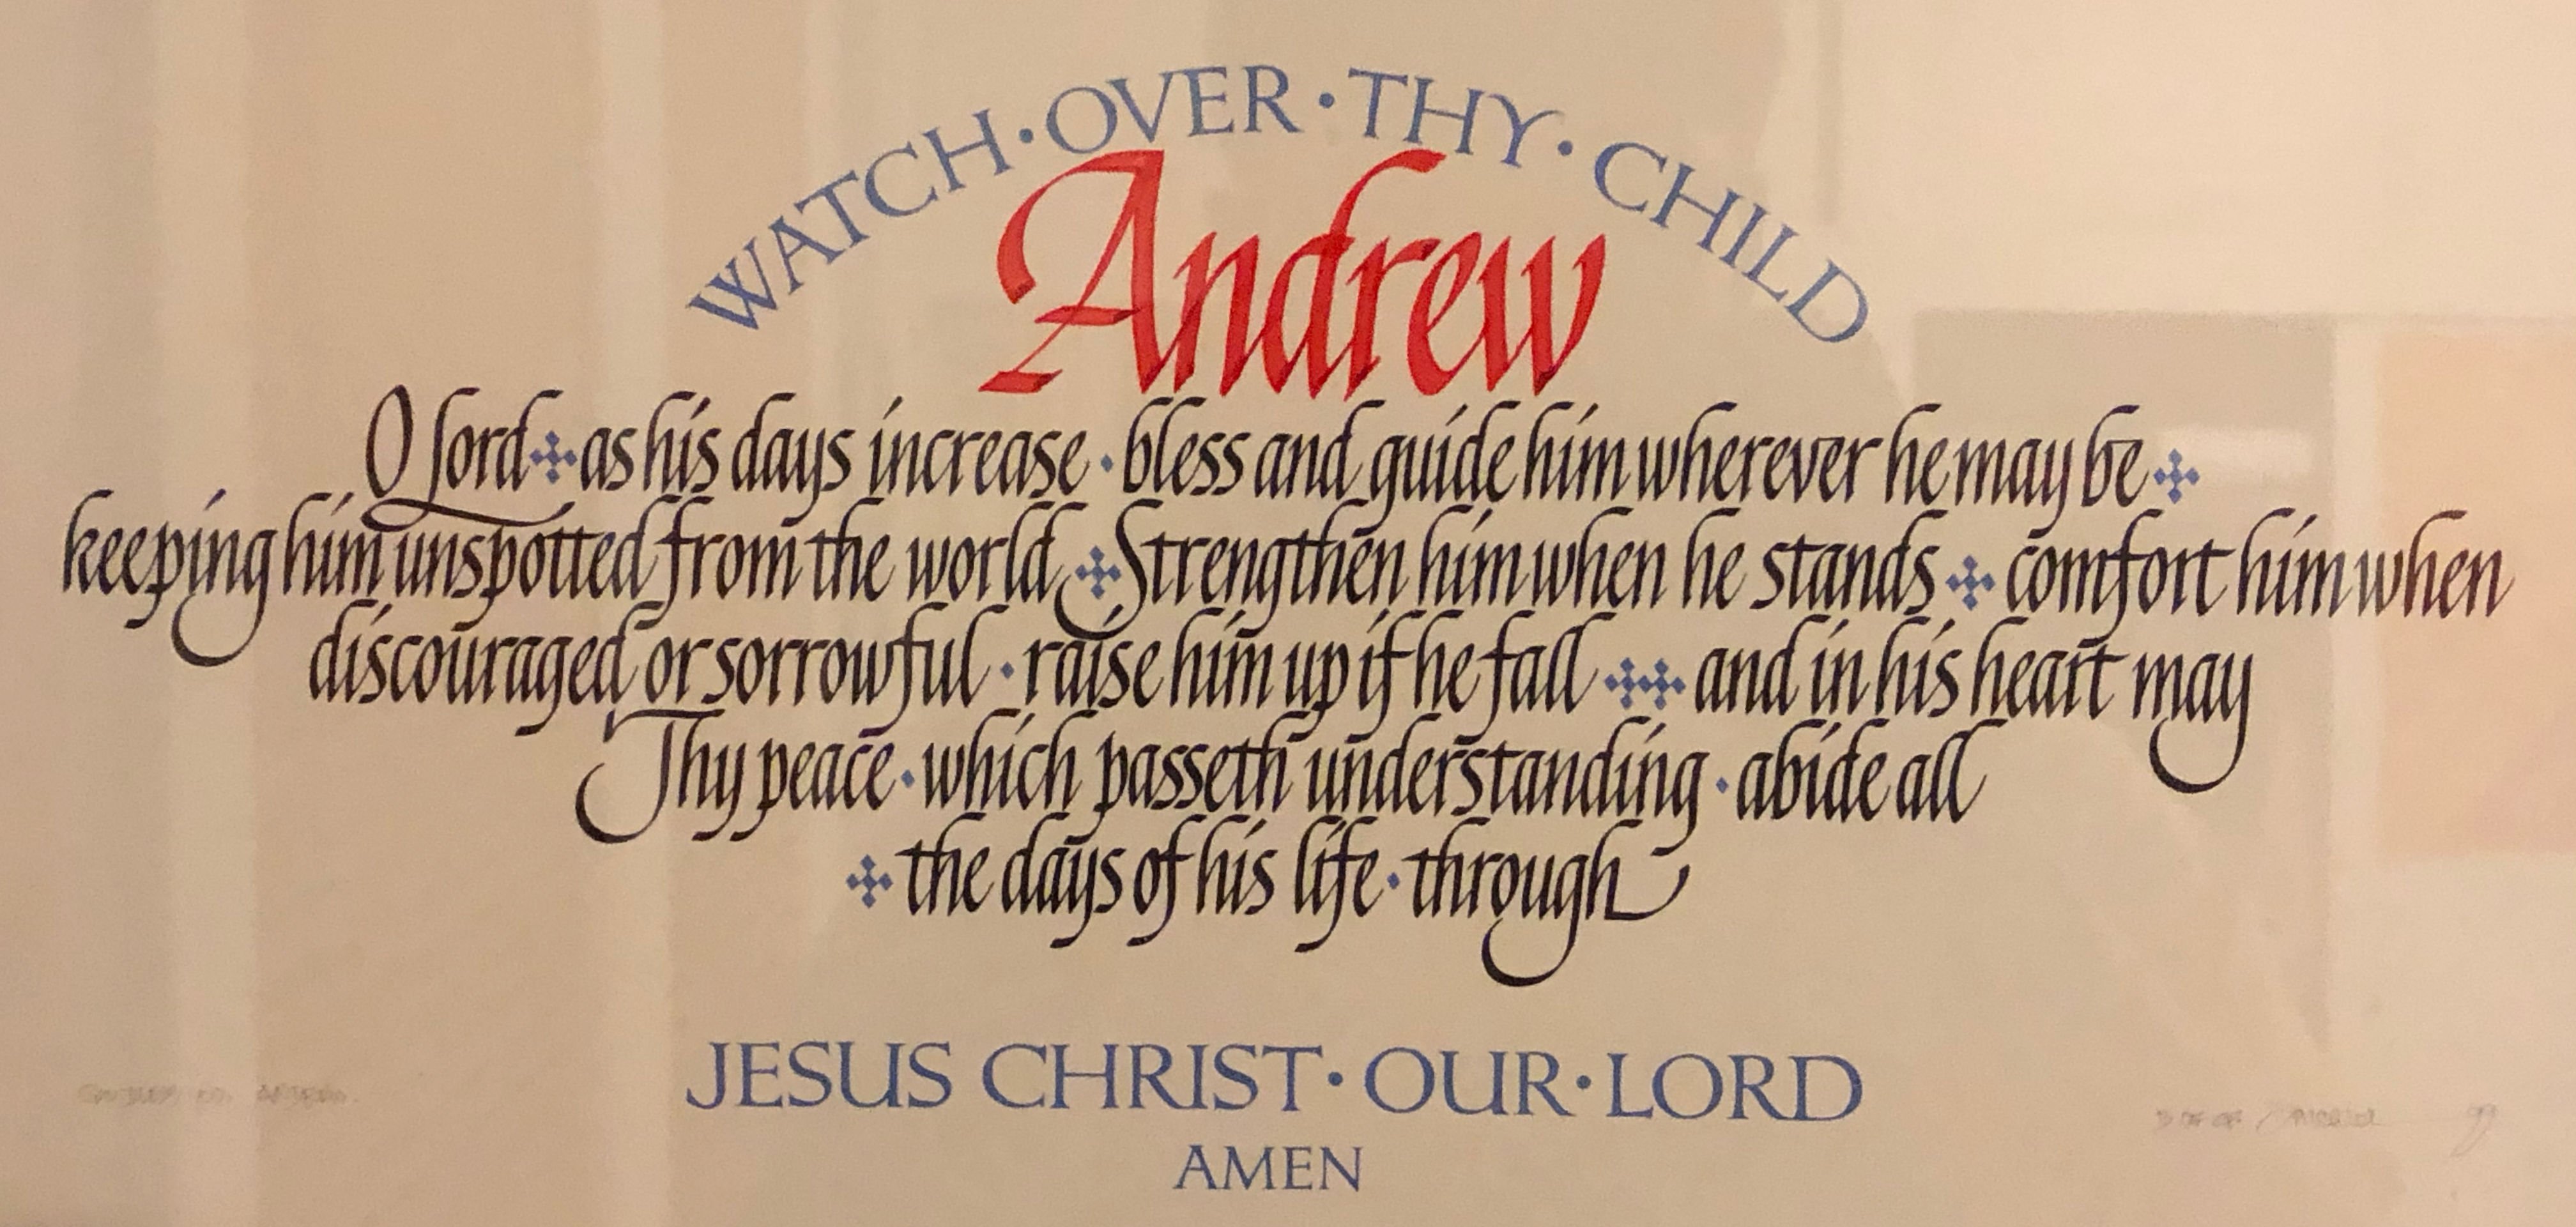 WATCH · OVER · THY · CHILD
Andrew
O Lord as his days increase · bless and guide him wherever he may be
keeping him unspotted from the world Strengthen him when he stands comfort him when
discouraged or sorrowful · raise him up if he fall and in his heart may
Thy peace · which passeth understanding · abide all
the days of his life · through
JESUS CHRIST · OUR · LORD
AMEN